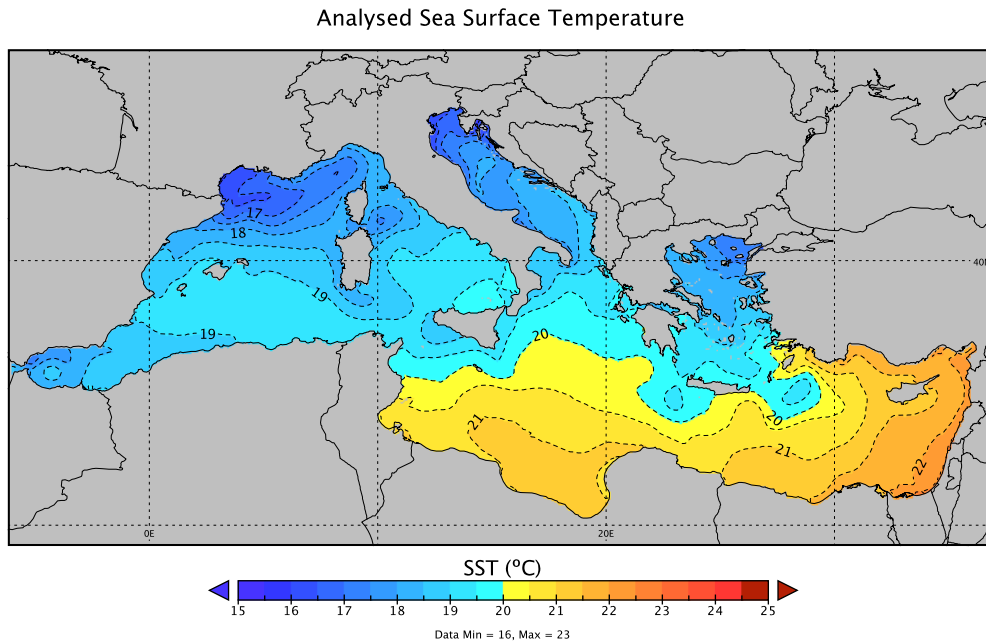 Analysed Sea Surface Temperature
17
18
19
19
20
21
20
21
22
40N
0E
20E
SST (ºC)
15 16 17 18 19 20 21 22 23 24 25
Data Min = 16, Max = 23